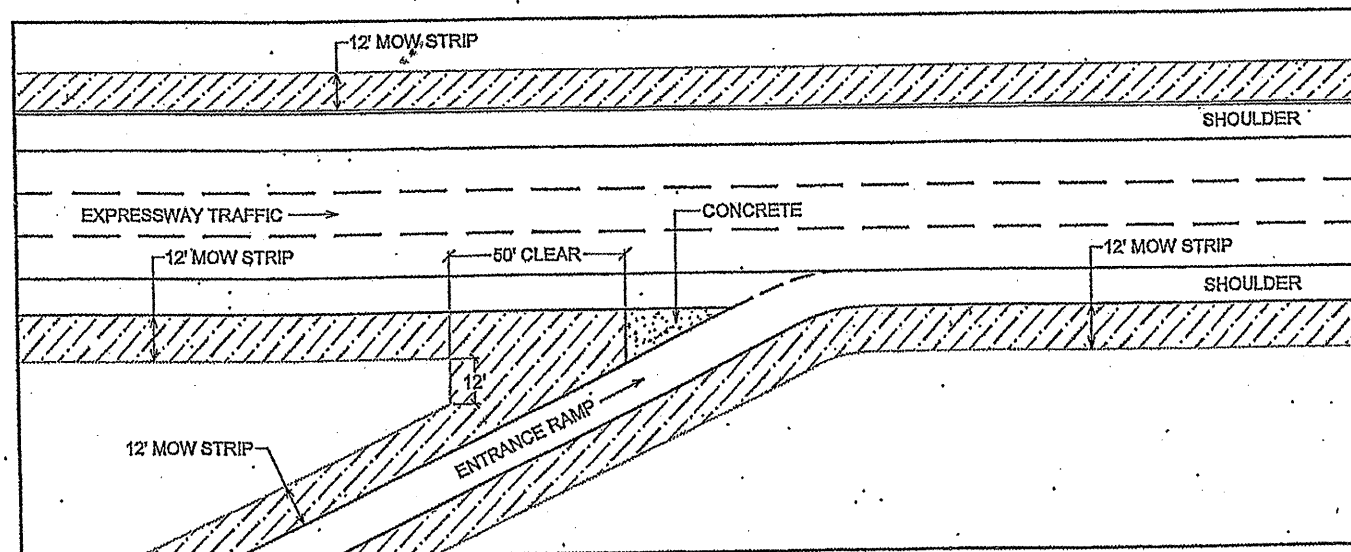 12' MOW STRIP
SHOULDER
CONCRETE
EXPRESSWAY TRAFFIC
12' MOW STRIP
50' CLEAR
12' MOW STRIP
SHOULDER
12'
ENTRANCE RAMP
12' MOW STRIP